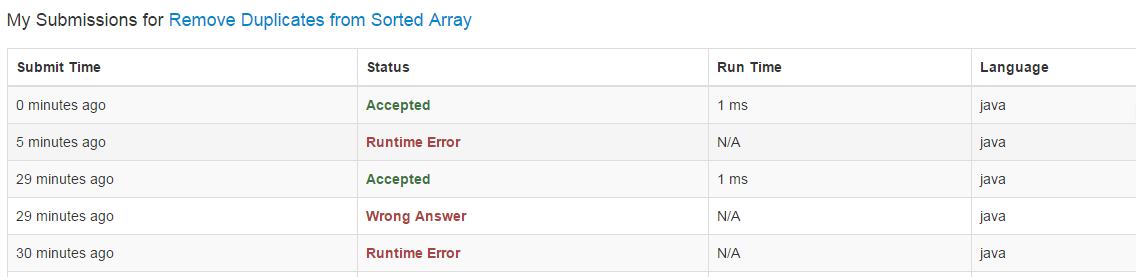 My Submissions for Remove Duplicates from Sorted Array
Submit Time Status Run Time Language
0 minutes ago Accepted 1 ms java
5 minutes ago Runtime Error N/A java
29 minutes ago Accepted 1 ms java
29 minutes ago Wrong Answer N/A java
30 minutes ago Runtime Error N/A java